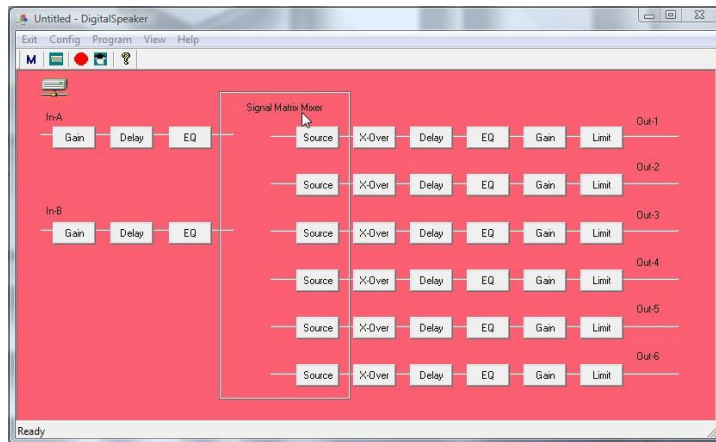 Untitled - DigitalSpeaker
Exit Config Program View Help
M ?
Signal Matrix Mixer
In-A
Out-1
Gain Delay EQ Source X-Over Delay EQ Gain Limit
Out-2
Source X-Over Delay EQ Gain Limit
In-B
Out-3
Gain Delay EQ Source X-Over Delay EQ Gain Limit
Out-4
Source X-Over Delay EQ Gain Limit
Out-5
Source X-Over Delay EQ Gain Limit
Out-6
Source X-Over Delay EQ Gain Limit
Ready